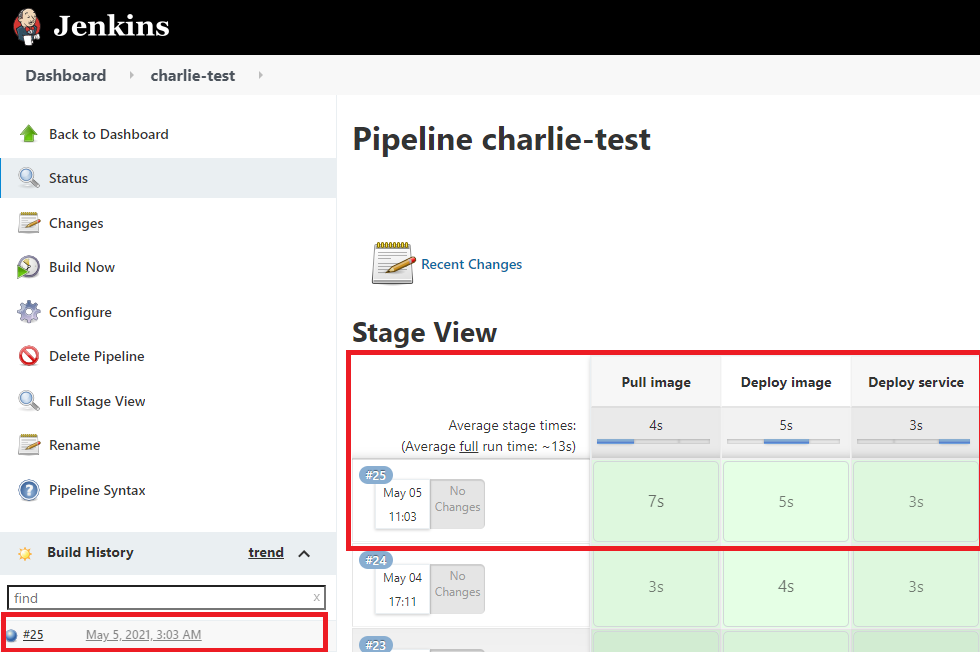 Jenkins
Dashboard
charlie-test
Back to Dashboard
Status
Changes
Build Now
Configure
Delete Pipeline
Full Stage View
Rename
Pipeline Syntax
Build History
trend
find
x
#25
May 5, 2021, 3:03 AM
Pipeline charlie-test
Recent Changes
Stage View
Pull image
Deploy image
Deploy service
Average stage times:
(Average full run time: ~13s)
4s
5s
3s
#25
May 05
11:03
No
Changes
7s
5s
3s
#24
May 04
17:11
No
Changes
3s
4s
3s
#23